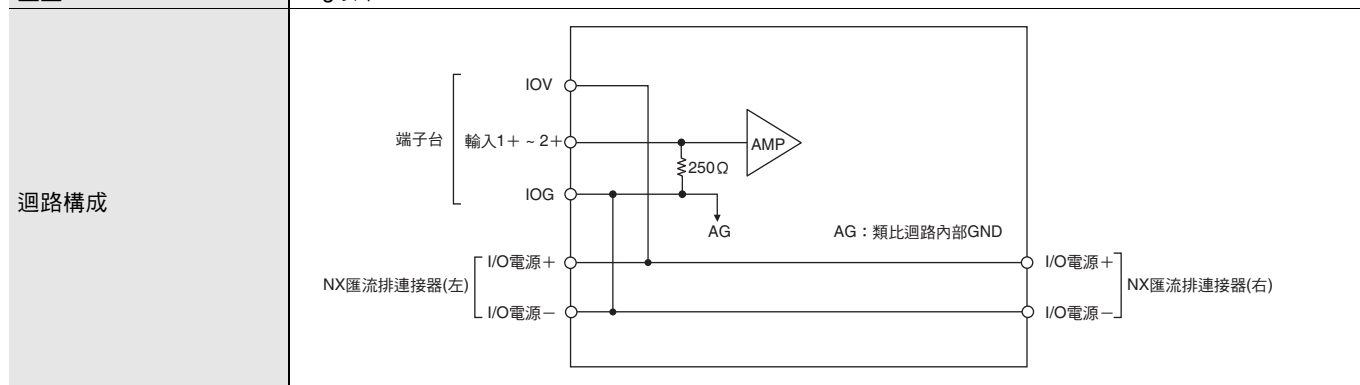 迴路構成
IOV
端子台
輸入1＋ ~ 2＋
AMP
250Ω
IOG
AG
AG：類比迴路內部GND
I/O電源＋
I/O電源＋
NX匯流排連接器(左)
NX匯流排連接器(右)
I/O電源－
I/O電源－